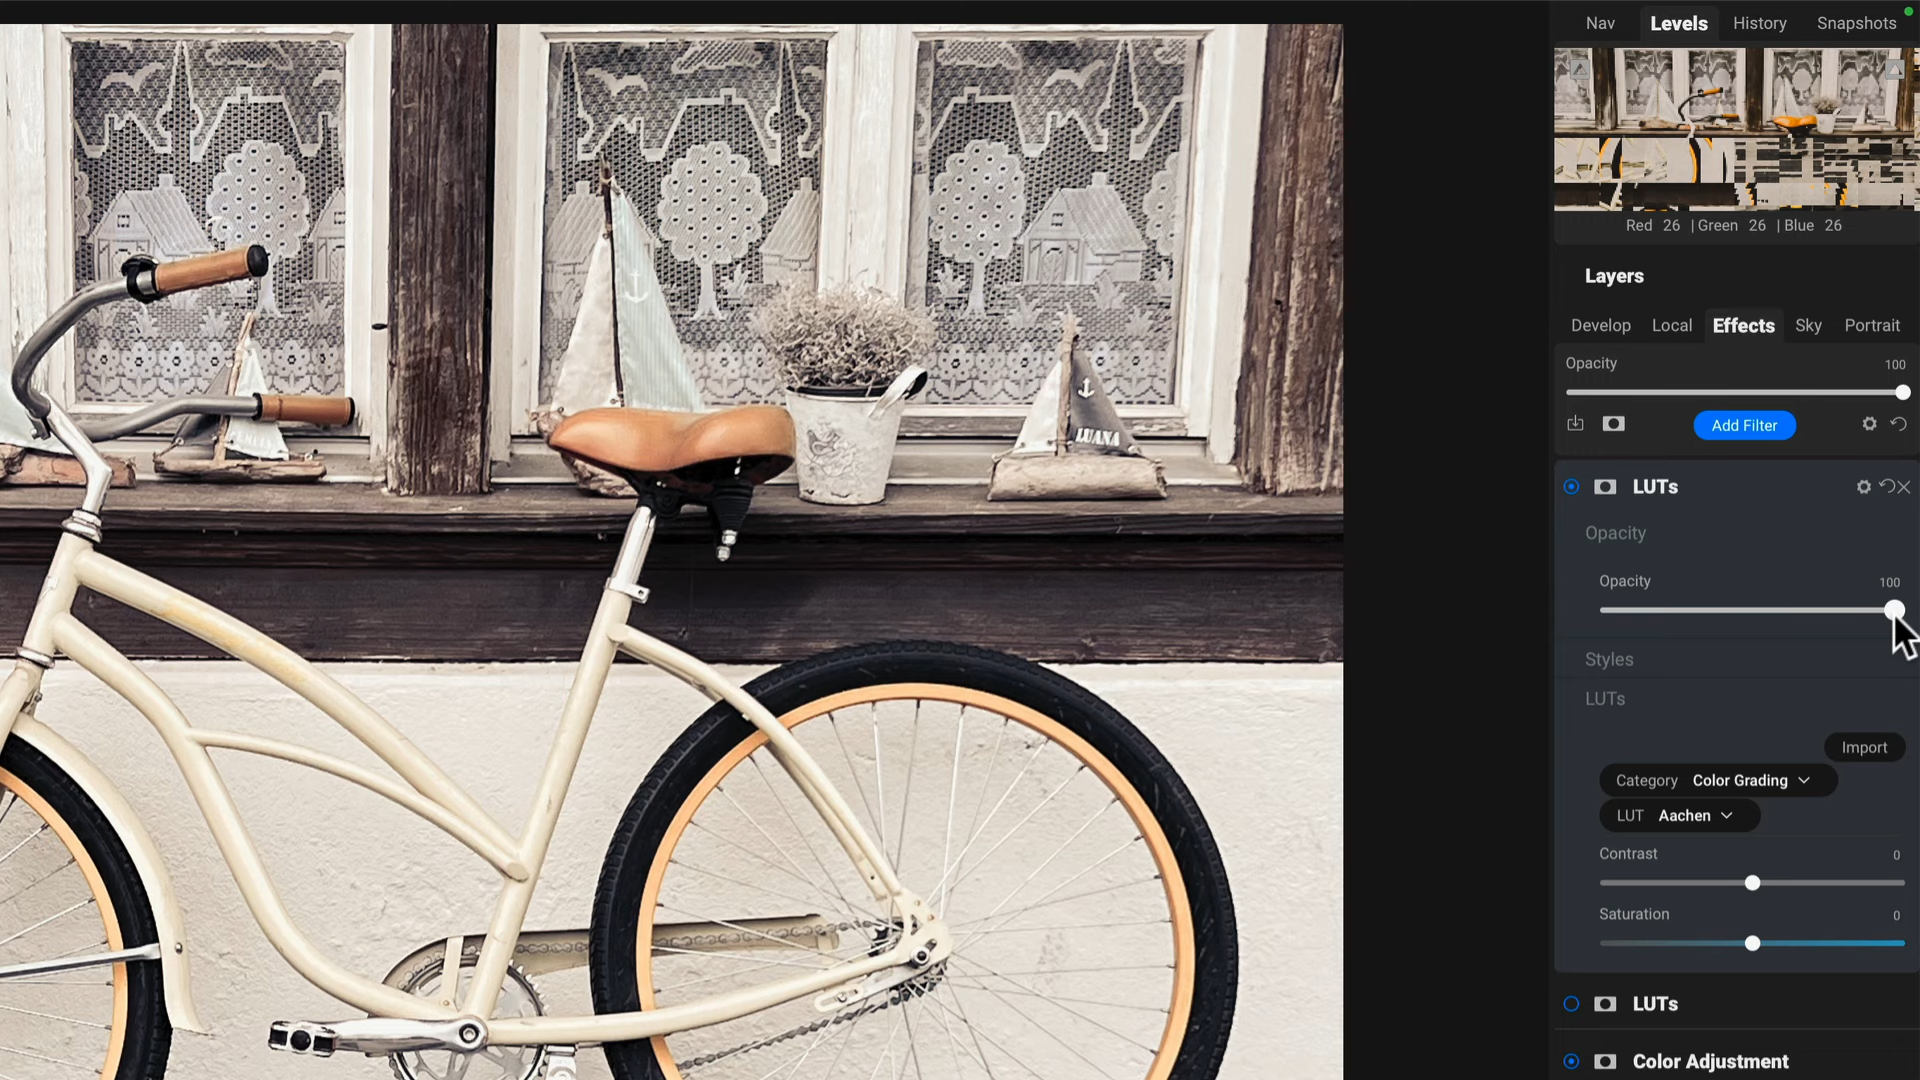 Nav Levels History Snapshots
Red 26 | Green 26 | Blue 26
Layers
Develop Local Effects Sky Portrait
Opacity 100
Add Filter
LUTs
Opacity
Opacity 100
Styles
LUTs
Import
Category Color Grading
LUT Aachen
Contrast 0
Saturation 0
LUTs
Color Adjustment
LUANA